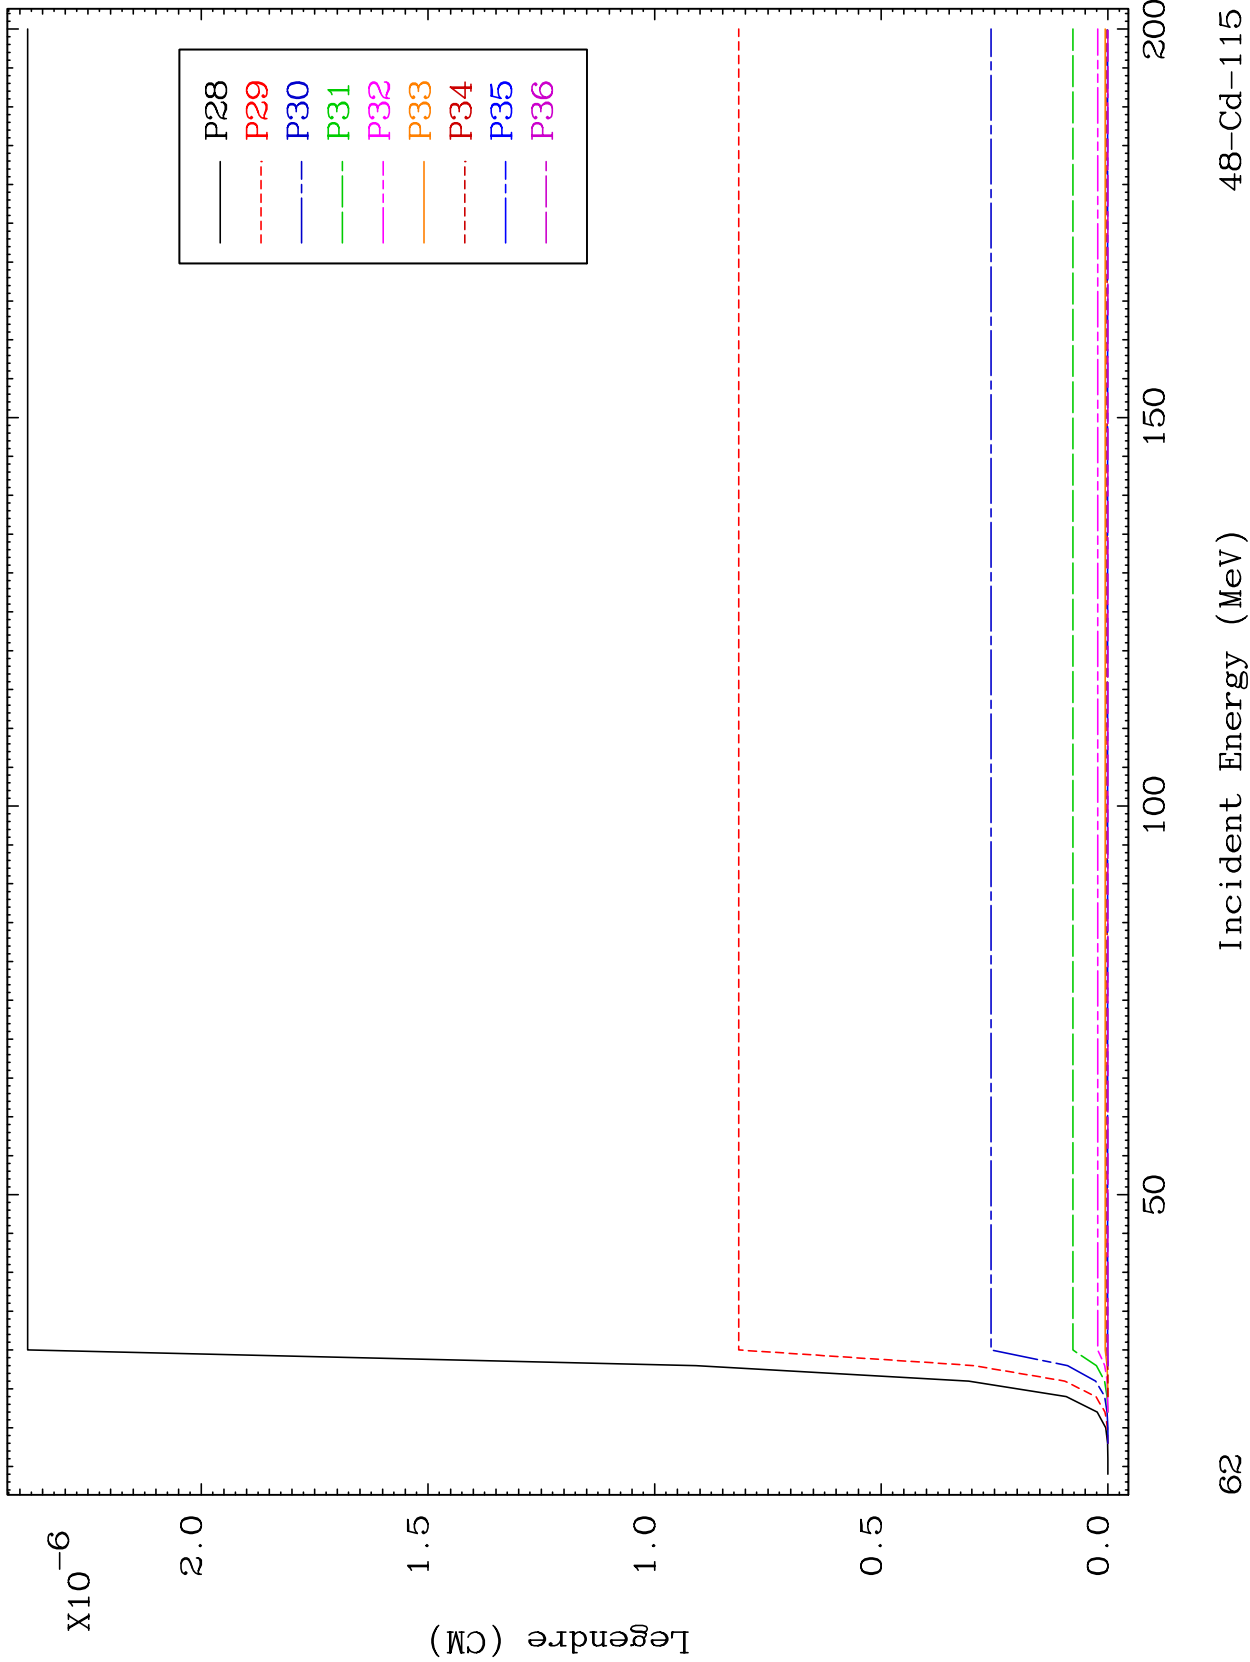 X10-6
2.0
1.5
1.0
0.5
0.0
Legendre (CM)
P28
P29
P30
P31
P32
P33
P34
P35
P36
50
100
150
200
Incident Energy (MeV)
62
48-Cd-115